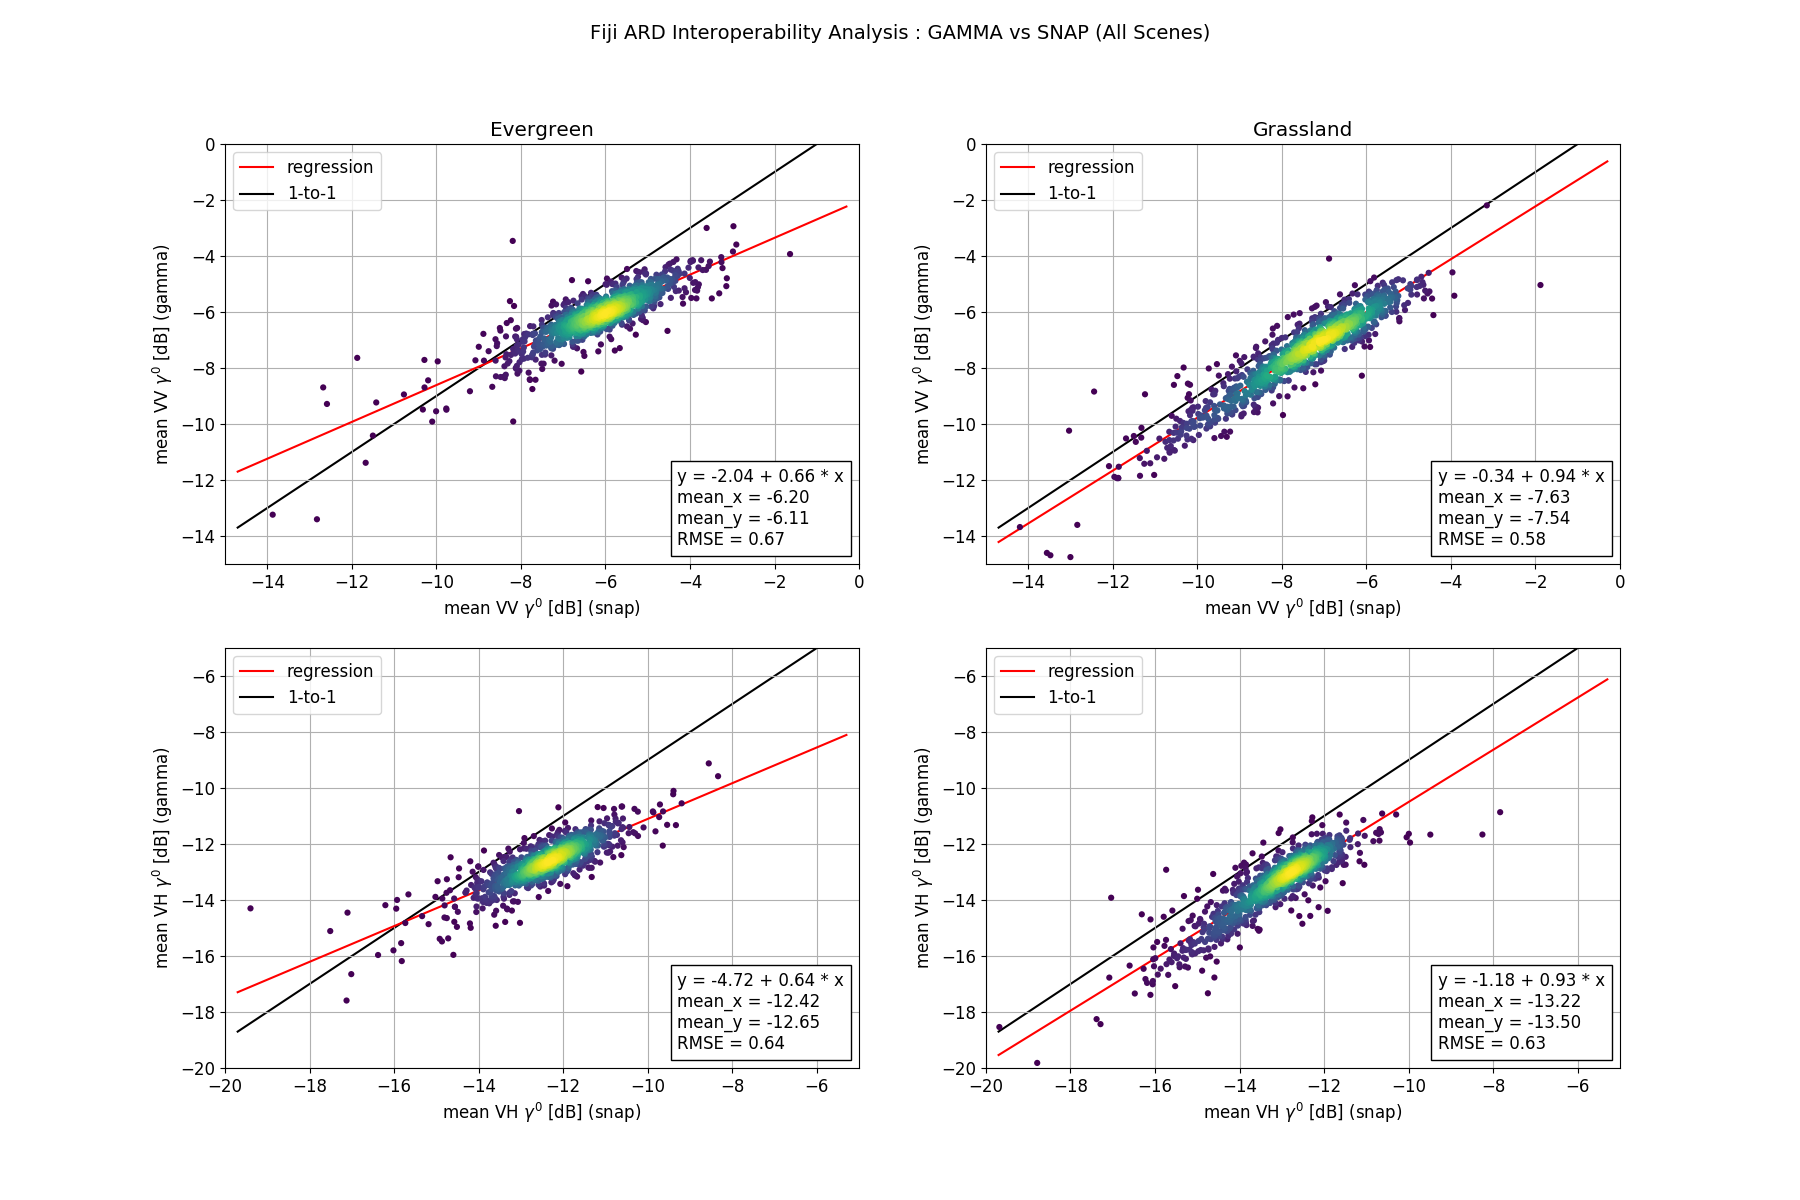 Fiji ARD Interoperability Analysis : GAMMA vs SNAP (All Scenes)
Evergreen
regression
1-to-1
0
−2
−4
−6
−8
−10
−12
−14
mean VV γ⁰ [dB] (gamma)
y = -2.04 + 0.66 * x
mean_x = -6.20
mean_y = -6.11
RMSE = 0.67
−14 −12 −10 −8 −6 −4 −2 0
mean VV γ⁰ [dB] (snap)
Grassland
regression
1-to-1
0
−2
−4
−6
−8
−10
−12
−14
mean VV γ⁰ [dB] (gamma)
y = -0.34 + 0.94 * x
mean_x = -7.63
mean_y = -7.54
RMSE = 0.58
−14 −12 −10 −8 −6 −4 −2 0
mean VV γ⁰ [dB] (snap)
regression
1-to-1
−6
−8
−10
−12
−14
−16
−18
−20
mean VH γ⁰ [dB] (gamma)
y = -4.72 + 0.64 * x
mean_x = -12.42
mean_y = -12.65
RMSE = 0.64
−20 −18 −16 −14 −12 −10 −8 −6
mean VH γ⁰ [dB] (snap)
regression
1-to-1
−6
−8
−10
−12
−14
−16
−18
−20
mean VH γ⁰ [dB] (gamma)
y = -1.18 + 0.93 * x
mean_x = -13.22
mean_y = -13.50
RMSE = 0.63
−20 −18 −16 −14 −12 −10 −8 −6
mean VH γ⁰ [dB] (snap)